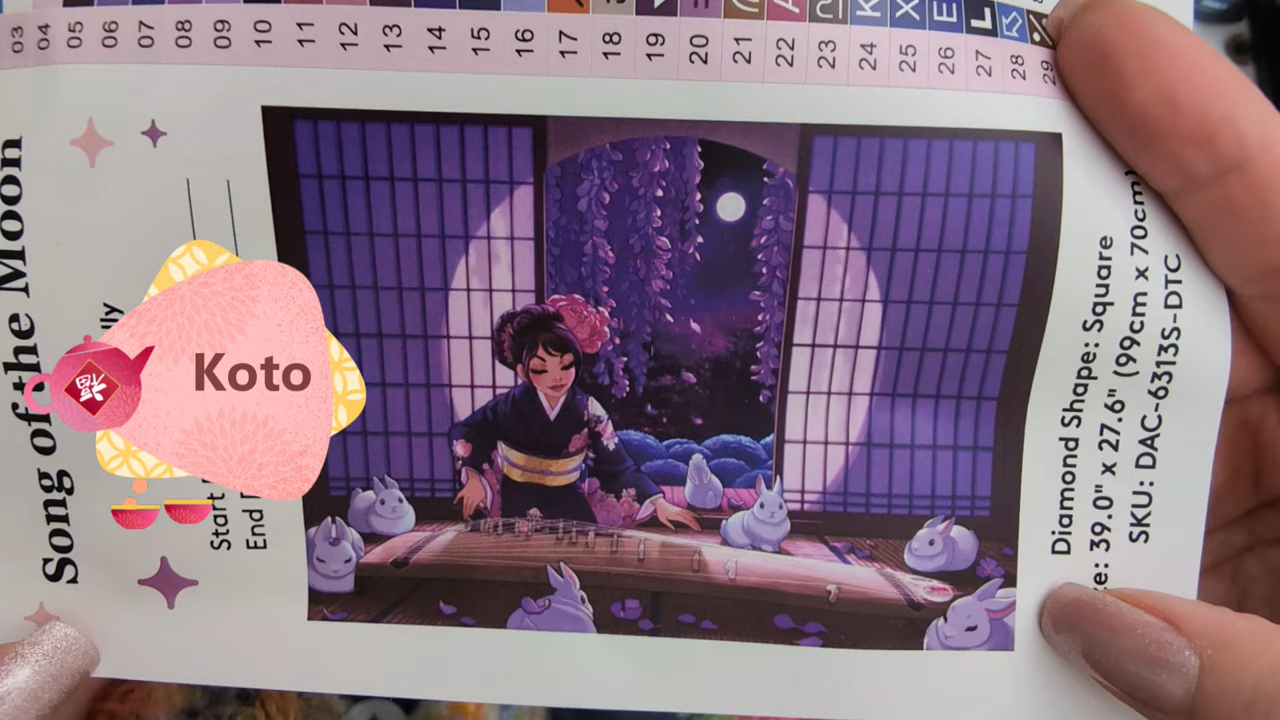 03 04 05 06 07 08 09 10 11 12 13 14 15 16 17 18 19 20 21 22 23 24 25 26 27 28 29
K X E L
Song of the Moon
Koto
福
Start
End
Diamond Shape: Square
39.0" x 27.6" (99cm x 70cm)
SKU: DAC-6313S-DTC